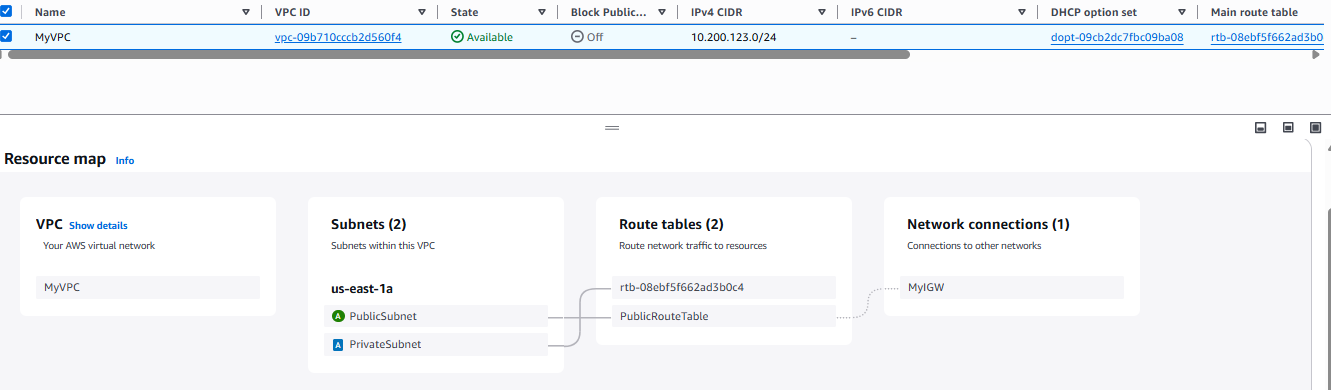 Name VPC ID State Block Public... IPv4 CIDR IPv6 CIDR DHCP option set Main route table
MyVPC vpc-09b710cccb2d560f4 Available Off 10.200.123.0/24 – dopt-09cb2dc7fbc09ba08 rtb-08ebf5f662ad3b0
Resource map Info
VPC Show details
Your AWS virtual network
MyVPC
Subnets (2)
Subnets within this VPC
us-east-1a
A PublicSubnet
A PrivateSubnet
Route tables (2)
Route network traffic to resources
rtb-08ebf5f662ad3b0c4
PublicRouteTable
Network connections (1)
Connections to other networks
MyIGW